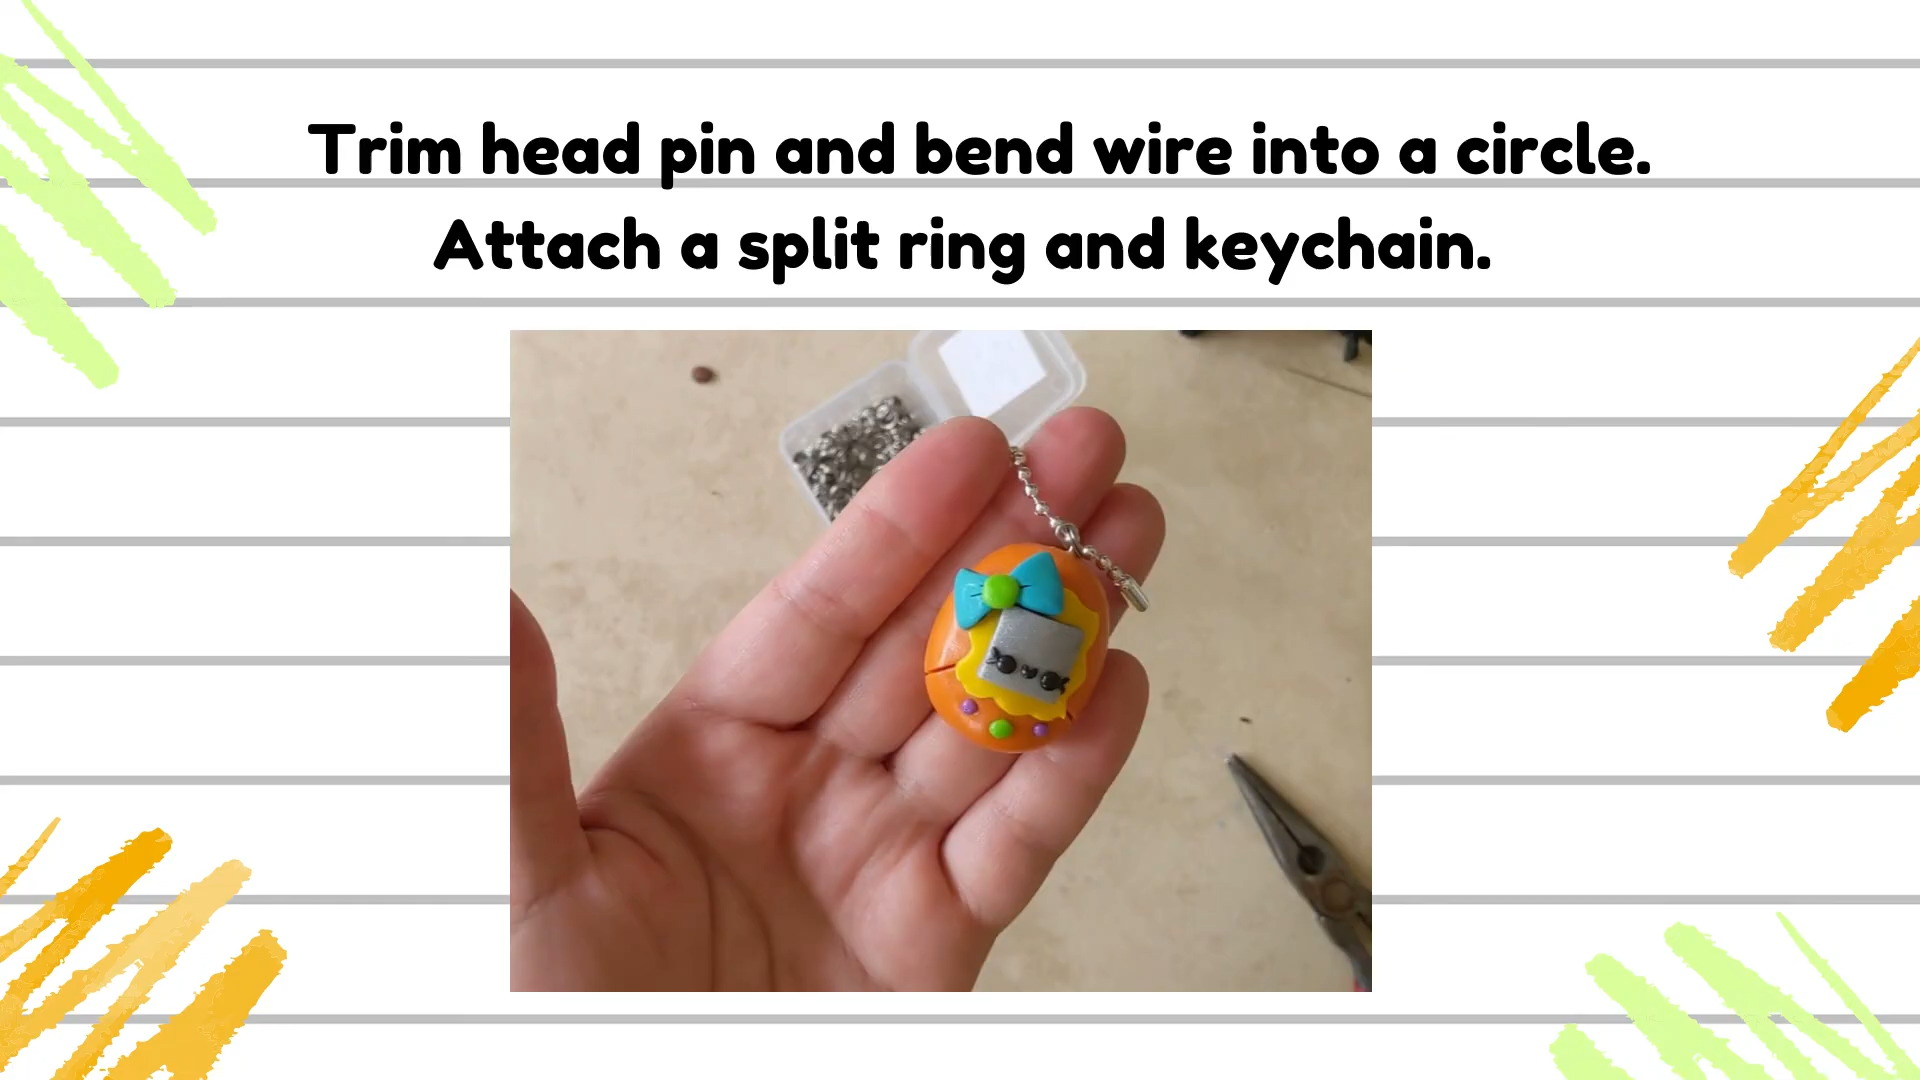 Trim head pin and bend wire into a circle.
Attach a split ring and keychain.